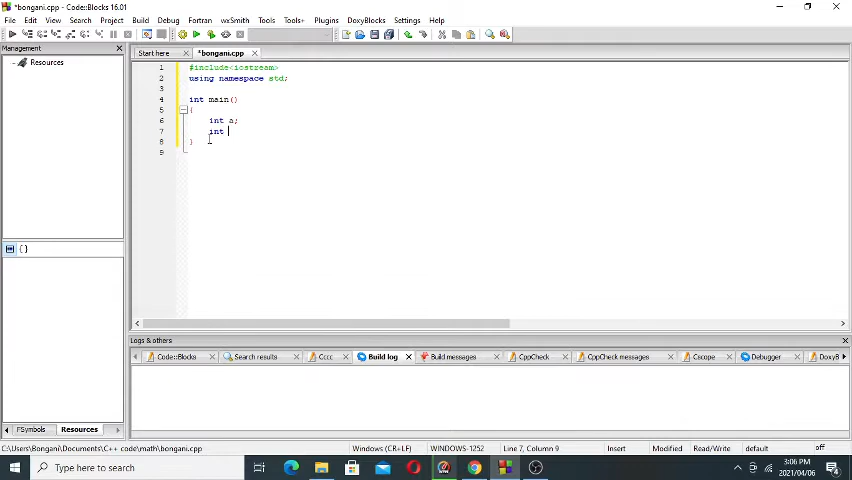 *bongani.cpp - Code::Blocks 16.01
File Edit View Search Project Build Debug Fortran wxSmith Tools Tools+ Plugins DoxyBlocks Settings Help
Management
Start here *bongani.cpp
Resources
1 #include<iostream>
2 using namespace std;
3
4 int main()
5 {
6 int a;
7 int
8 }
9
{}
Logs & others
Code::Blocks Search results Cccc Build log Build messages CppCheck CppCheck messages Cscope Debugger DoxyB
FSymbols Resources
C:\Users\Bongani\Documents\C++ code\math\bongani.cpp Windows (CR+LF) WINDOWS-1252 Line 7, Column 9 Insert Modified Read/Write default off
Type here to search
3:06 PM
2021/04/06
4